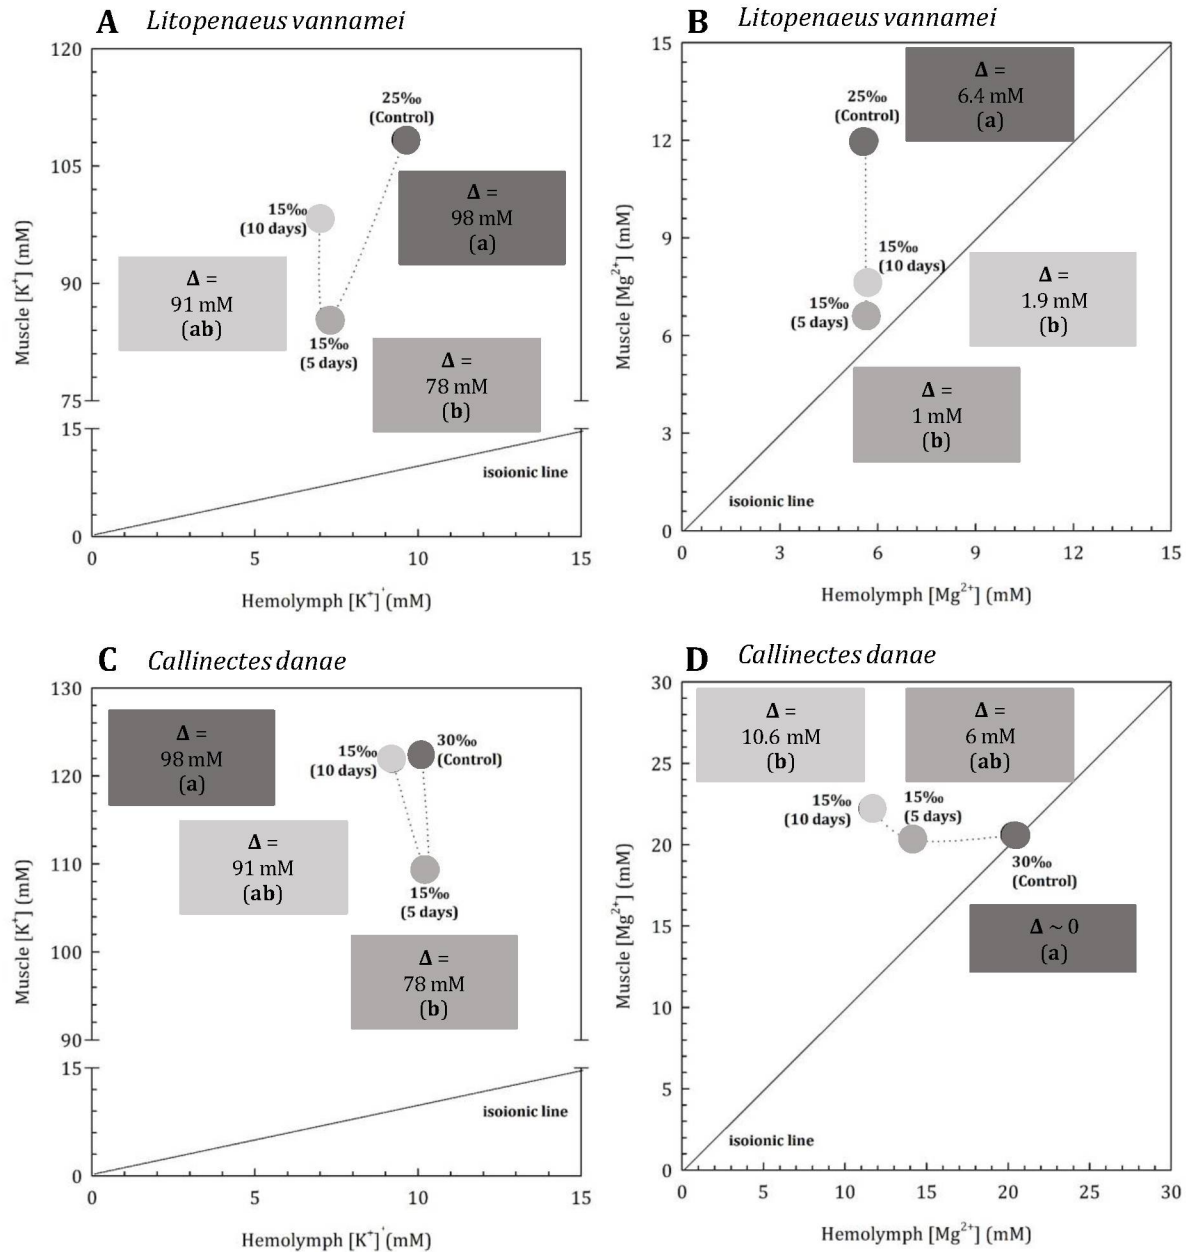 A Litopenaeus vannamei
120
105
90
75
15
0
Muscle [K⁺] (mM)
25‰
(Control)
15‰
(10 days)
Δ =
98 mM
(a)
Δ =
91 mM
(ab)
15‰
(5 days)
Δ =
78 mM
(b)
isoionic line
0 5 10 15
Hemolymph [K⁺]'(mM)
B Litopenaeus vannamei
15
12
9
6
3
0
Muscle [Mg²⁺] (mM)
Δ =
6.4 mM
(a)
25‰
(Control)
15‰
(10 days)
15‰
(5 days)
Δ =
1.9 mM
(b)
Δ =
1 mM
(b)
isoionic line
0 3 6 9 12 15
Hemolymph [Mg²⁺] (mM)
C Callinectes danae
130
120
110
100
90
15
0
Muscle [K⁺] (mM)
Δ =
98 mM
(a)
15‰
(10 days)
30‰
(Control)
Δ =
91 mM
(ab)
15‰
(5 days)
Δ =
78 mM
(b)
isoionic line
0 5 10 15
Hemolymph [K⁺]'(mM)
D Callinectes danae
30
25
20
15
10
5
0
Muscle [Mg²⁺] (mM)
Δ =
10.6 mM
(b)
Δ =
6 mM
(ab)
15‰
(10 days)
15‰
(5 days)
30‰
(Control)
Δ ~ 0
(a)
isoionic line
0 5 10 15 20 25 30
Hemolymph [Mg²⁺] (mM)